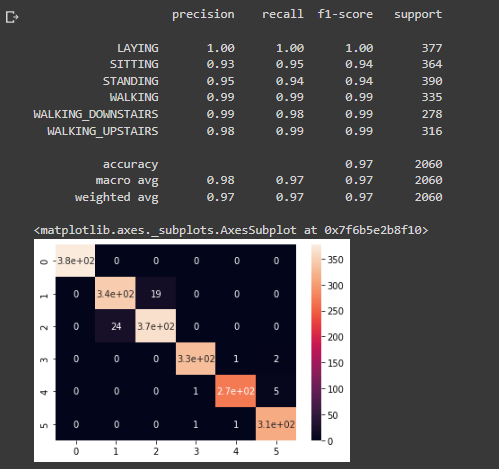 precision recall f1-score support
LAYING 1.00 1.00 1.00 377
SITTING 0.93 0.95 0.94 364
STANDING 0.95 0.94 0.94 390
WALKING 0.99 0.99 0.99 335
WALKING_DOWNSTAIRS 0.99 0.98 0.99 278
WALKING_UPSTAIRS 0.98 0.99 0.99 316
accuracy 0.97 2060
macro avg 0.98 0.97 0.97 2060
weighted avg 0.97 0.97 0.97 2060
<matplotlib.axes._subplots.AxesSubplot at 0x7f6b5e2b8f10>
0 3.8e+02 0 0 0 0 0
1 0 3.4e+02 19 0 0 0
2 0 24 3.7e+02 0 0 0
3 0 0 0 3.3e+02 1 2
4 0 0 0 1 2.7e+02 5
5 0 0 0 1 1 3.1e+02
0 1 2 3 4 5
350
300
250
200
150
100
50
0